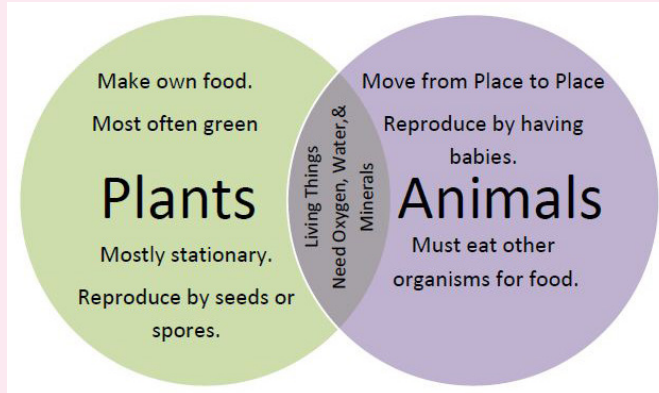 Make own food.
Most often green
Plants
Mostly stationary.
Reproduce by seeds or
spores.
Living Things
Need Oxygen, Water,&
Minerals
Move from Place to Place
Reproduce by having
babies.
Animals
Must eat other
organisms for food.